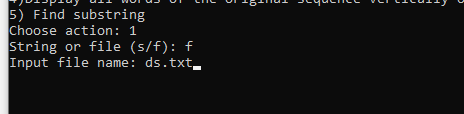 4)Display all words of the original sequence vertically
5) Find substring
Choose action: 1
String or file (s/f): f
Input file name: ds.txt